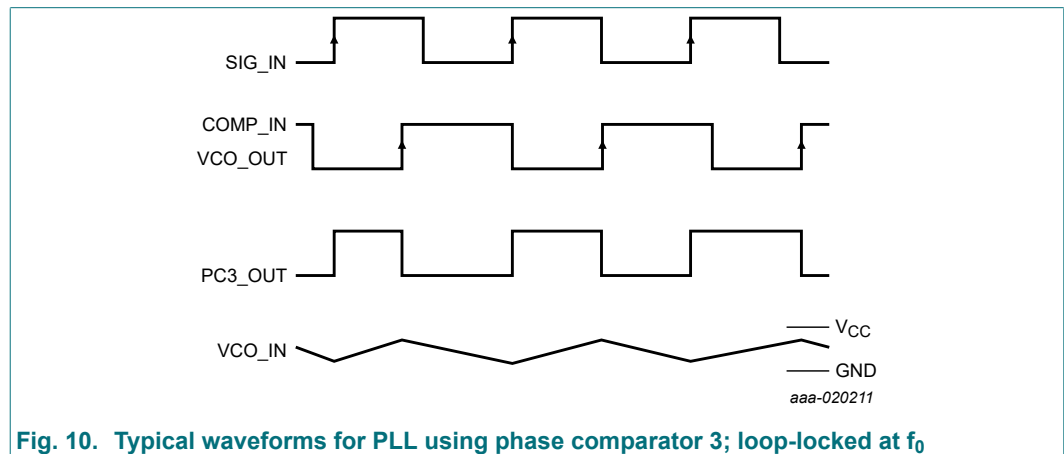 SIG_IN
COMP_IN
VCO_OUT
PC3_OUT
VCO_IN
VCC
GND
aaa-020211
Fig. 10. Typical waveforms for PLL using phase comparator 3; loop-locked at f0